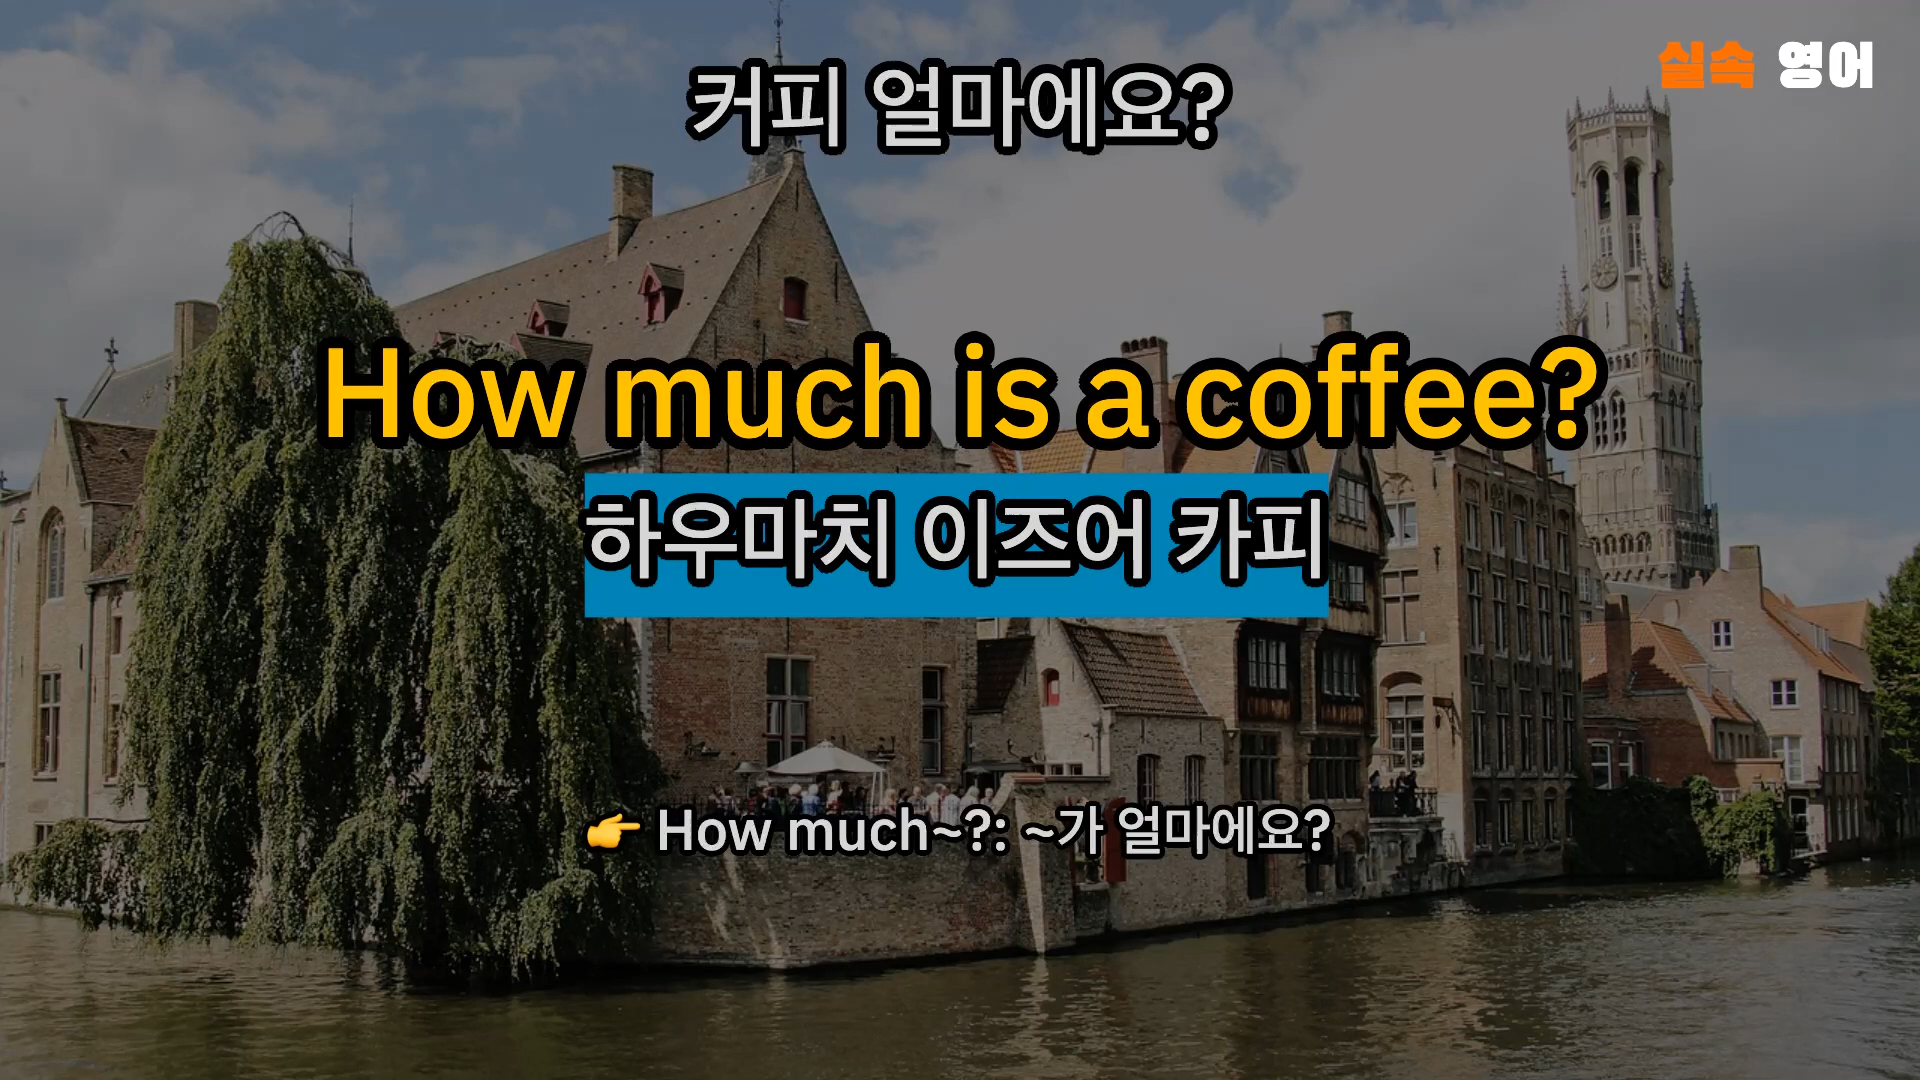 실속 영어
커피 얼마에요?
How much is a coffee?
하우마치 이즈어 카피
👉 How much~?: ~가 얼마에요?